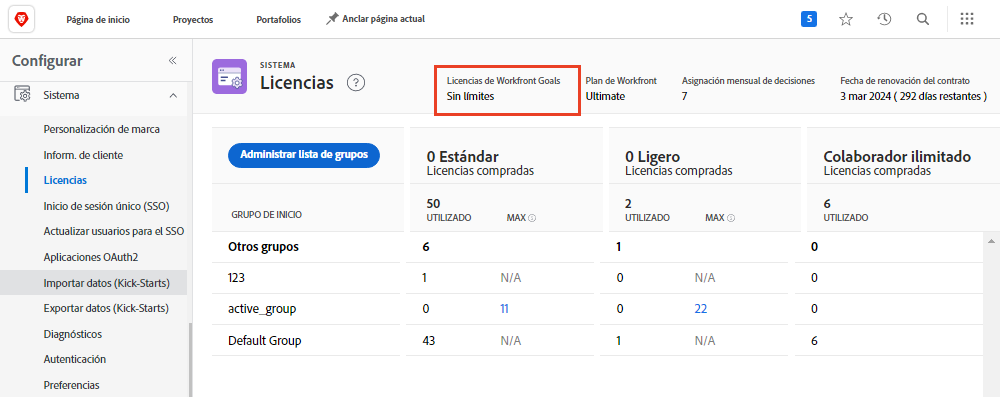 Página de inicio Proyectos Portafolios Anclar página actual S
Configurar
Sistema
Personalización de marca
Inform. de cliente
Licencias
Inicio de sesión único (SSO)
Actualizar usuarios para el SSO
Aplicaciones OAuth2
Importar datos (Kick-Starts)
Exportar datos (Kick-Starts)
Diagnósticos
Autenticación
Preferencias
SISTEMA
Licencias ?
Licencias de Workfront Goals Plan de Workfront Asignación mensual de decisiones Fecha de renovación del contrato
Sin límites Ultimate 7 3 mar 2024 ( 292 días restantes )
Administrar lista de grupos 0 Estándar 0 Ligero Colaborador ilimitado
Licencias compradas Licencias compradas Licencias compradas
50 2 6
GRUPO DE INICIO UTILIZADO MAX UTILIZADO MAX UTILIZADO
Otros grupos 6 1 0
123 1 N/A 0 N/A 0
active_group 0 11 0 22 0
Default Group 43 N/A 1 N/A 6